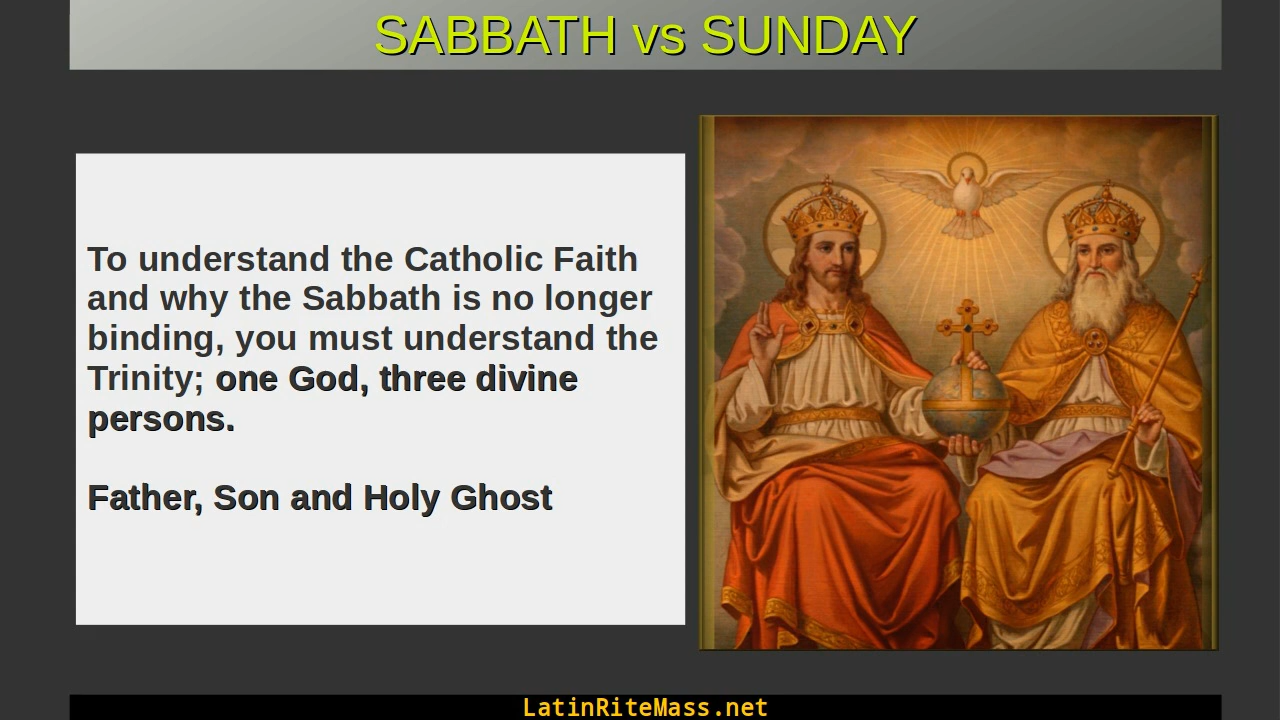 SABBATH vs SUNDAY
To understand the Catholic Faith
and why the Sabbath is no longer
binding, you must understand the
Trinity; one God, three divine
persons.
Father, Son and Holy Ghost
LatinRiteMass.net